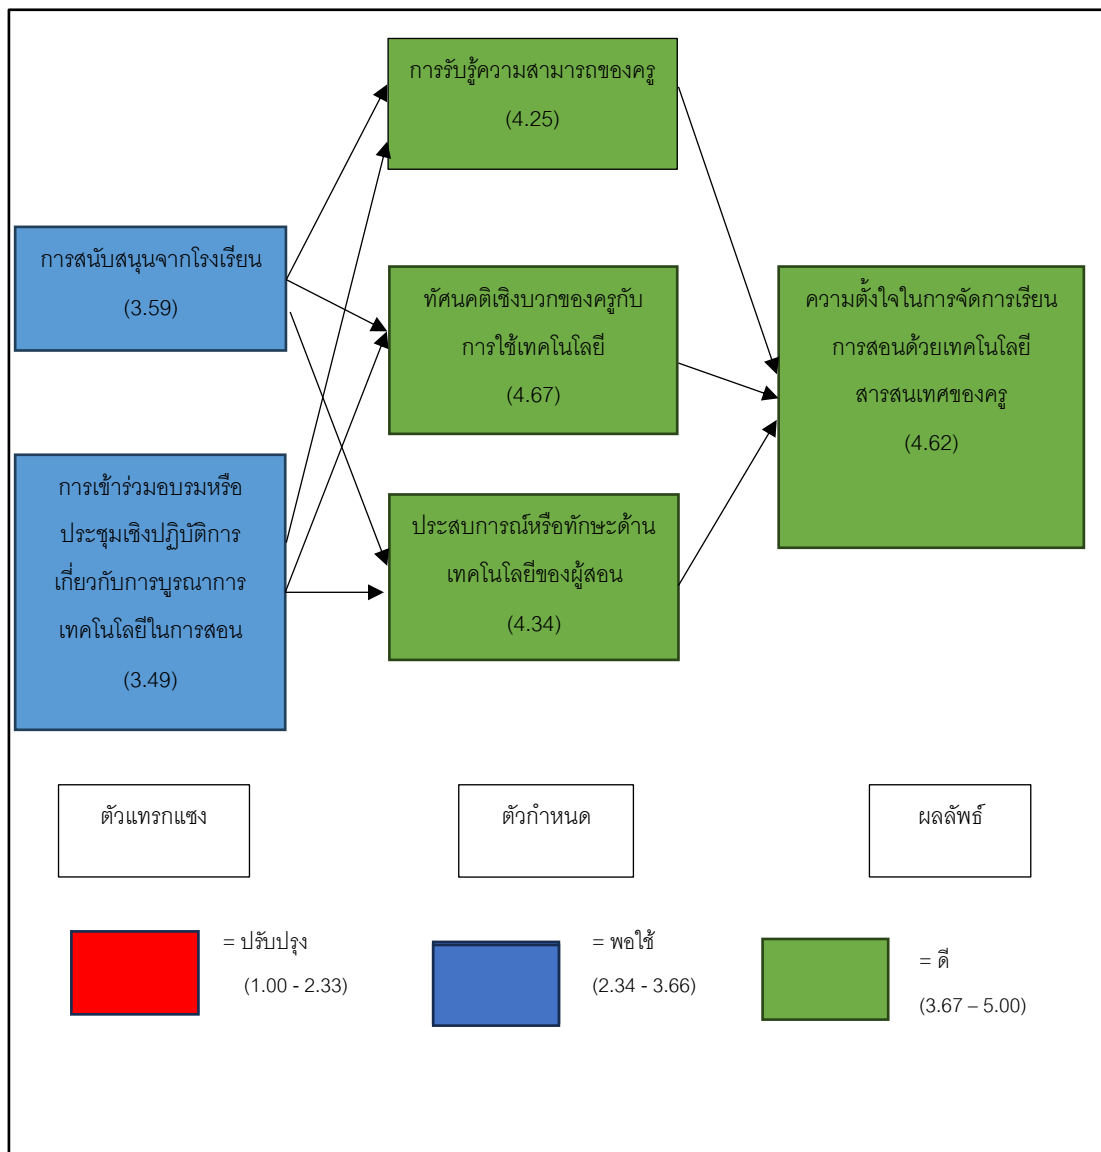 การรับรู้ความสามารถของครู
(4.25)
การสนับสนุนจากโรงเรียน
(3.59)
ทัศนคติเชิงบวกของครูกับ
การใช้เทคโนโลยี
(4.67)
ความตั้งใจในการจัดการเรียน
การสอนด้วยเทคโนโลยี
สารสนเทศของครู
(4.62)
การเข้าร่วมอบรมหรือ
ประชุมเชิงปฏิบัติการ
เกี่ยวกับการบูรณาการ
เทคโนโลยีในการสอน
(3.49)
ประสบการณ์หรือทักษะด้าน
เทคโนโลยีของผู้สอน
(4.34)
ตัวแทรกแซง
ตัวกำหนด
ผลลัพธ์
= ปรับปรุง
(1.00 - 2.33)
= พอใช้
(2.34 - 3.66)
= ดี
(3.67 – 5.00)